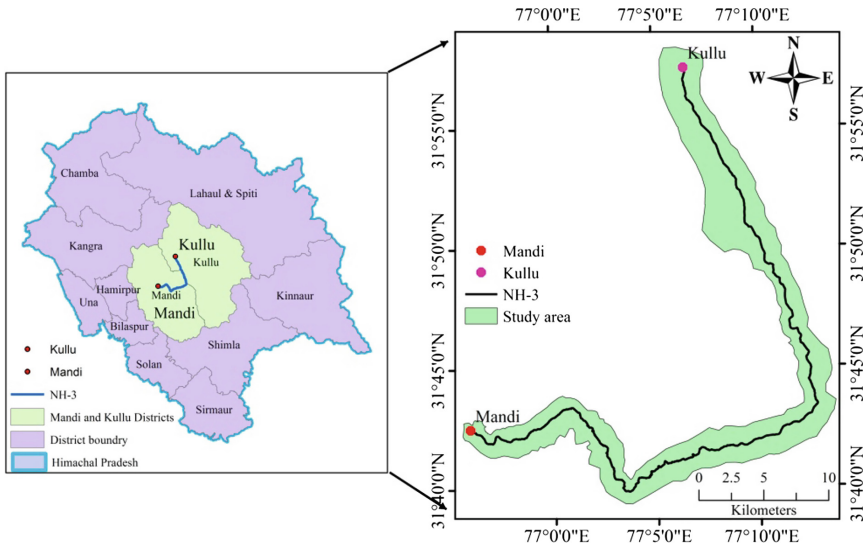 Chamba
Lahaul & Spiti
Kangra
Kullu
Kullu
Hamirpur
Mandi
Mandi
Una
Bilaspur
Kinnaur
Shimla
Solan
Sirmaur
Kullu
Mandi
NH-3
Mandi and Kullu Districts
District boundry
Himachal Pradesh
77°0'0"E 77°5'0"E 77°10'0"E
Kullu
N
W E
S
31°55'0"N
31°55'0"N
31°50'0"N
31°50'0"N
Mandi
Kullu
NH-3
Study area
31°45'0"N
31°45'0"N
Mandi
31°40'0"N
31°40'0"N
0 2.5 5 10
Kilometers
77°0'0"E 77°5'0"E 77°10'0"E